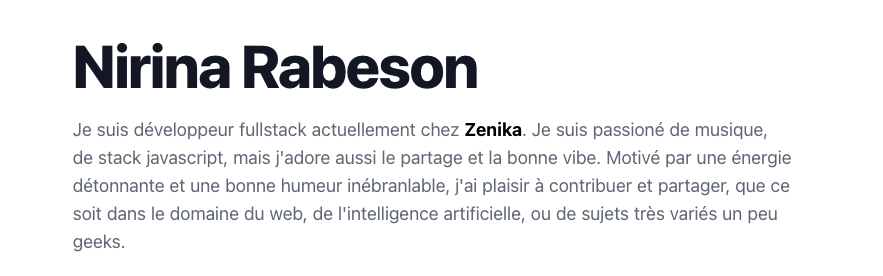 Nirina Rabeson
Je suis développeur fullstack actuellement chez Zenika. Je suis passioné de musique,
de stack javascript, mais j'adore aussi le partage et la bonne vibe. Motivé par une énergie
détonnante et une bonne humeur inébranlable, j'ai plaisir à contribuer et partager, que ce
soit dans le domaine du web, de l'intelligence artificielle, ou de sujets très variés un peu
geeks.